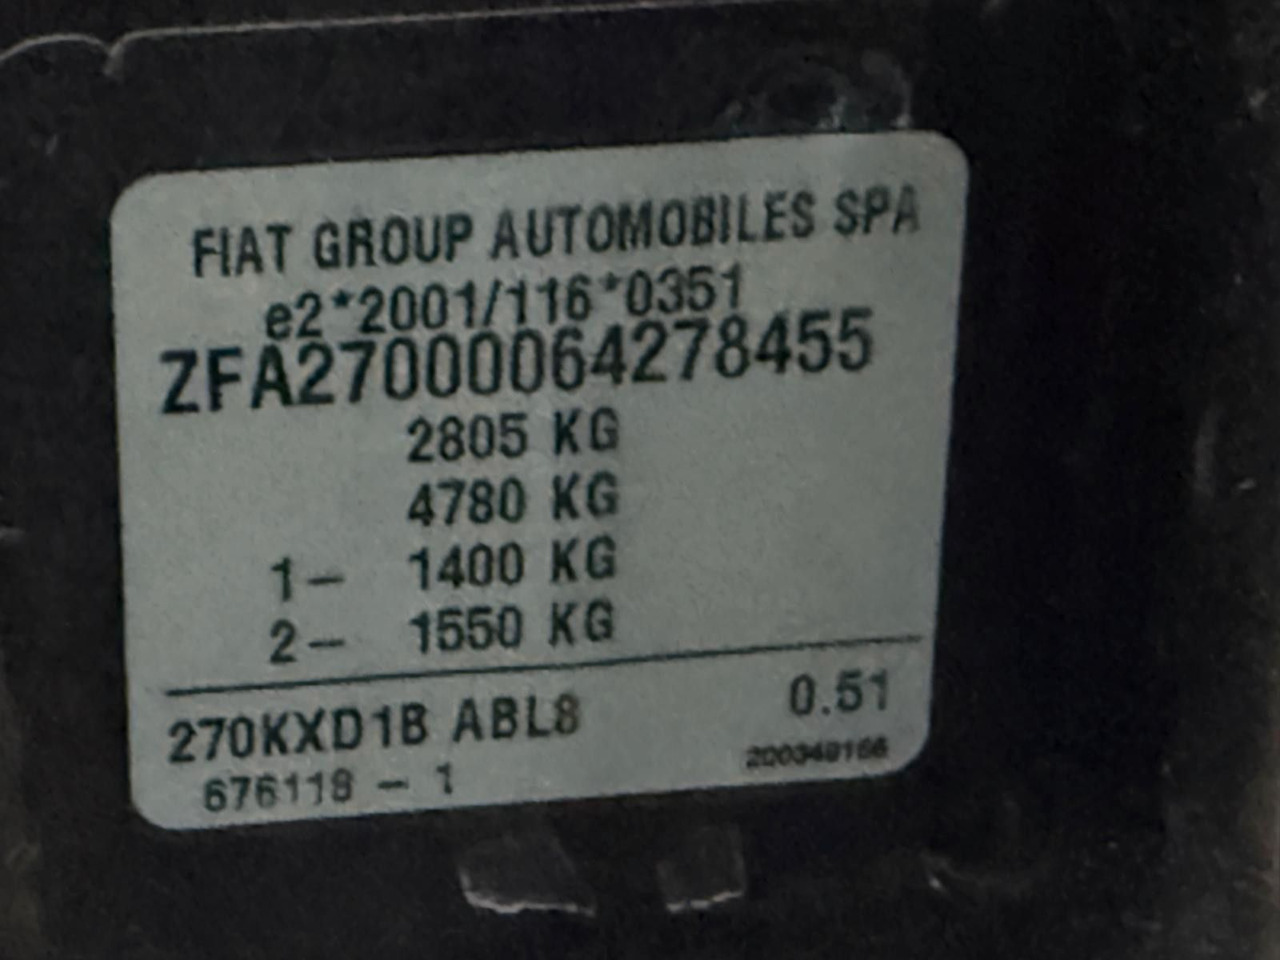 FIAT GROUP AUTOMOBILES SPA
e2*2001/116*0351
ZFA27000064278455
2805 KG
4780 KG
1- 1400 KG
2- 1550 KG
270KXD1B ABL8 0.51
676118 - 1